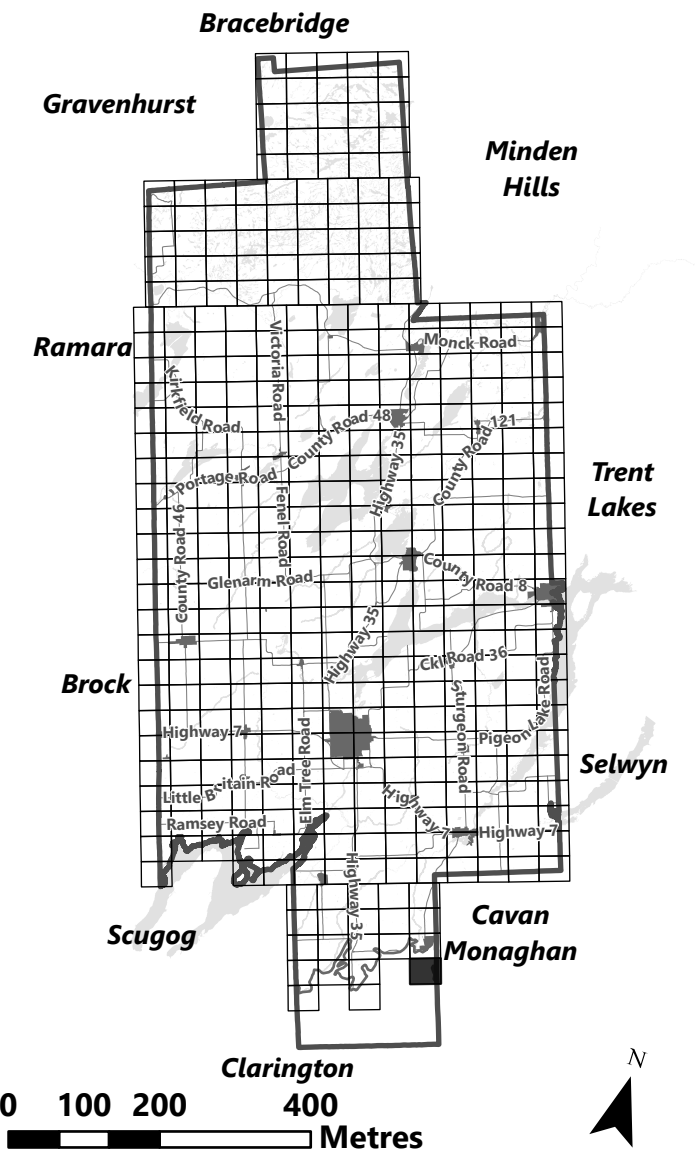 Bracebridge
Gravenhurst
Minden
Hills
Ramara
Monck Road
Victoria Road
Kirkfield Road
County Road 48
County Road 121
Highway 35
Portage Road
Trent
Lakes
Fenel Road
County Road 46
Glenarm Road
County Road 8
Highway 35
Ckl Road 36
Brock
Sturgeon Road
Pigeon Lake Road
Highway 7
Elm Tree Road
Selwyn
Little Britain Road
Highway 7
Ramsey Road
Highway 7
Highway 35
Scugog
Cavan
Monaghan
Clarington
N
0 100 200 400
Metres